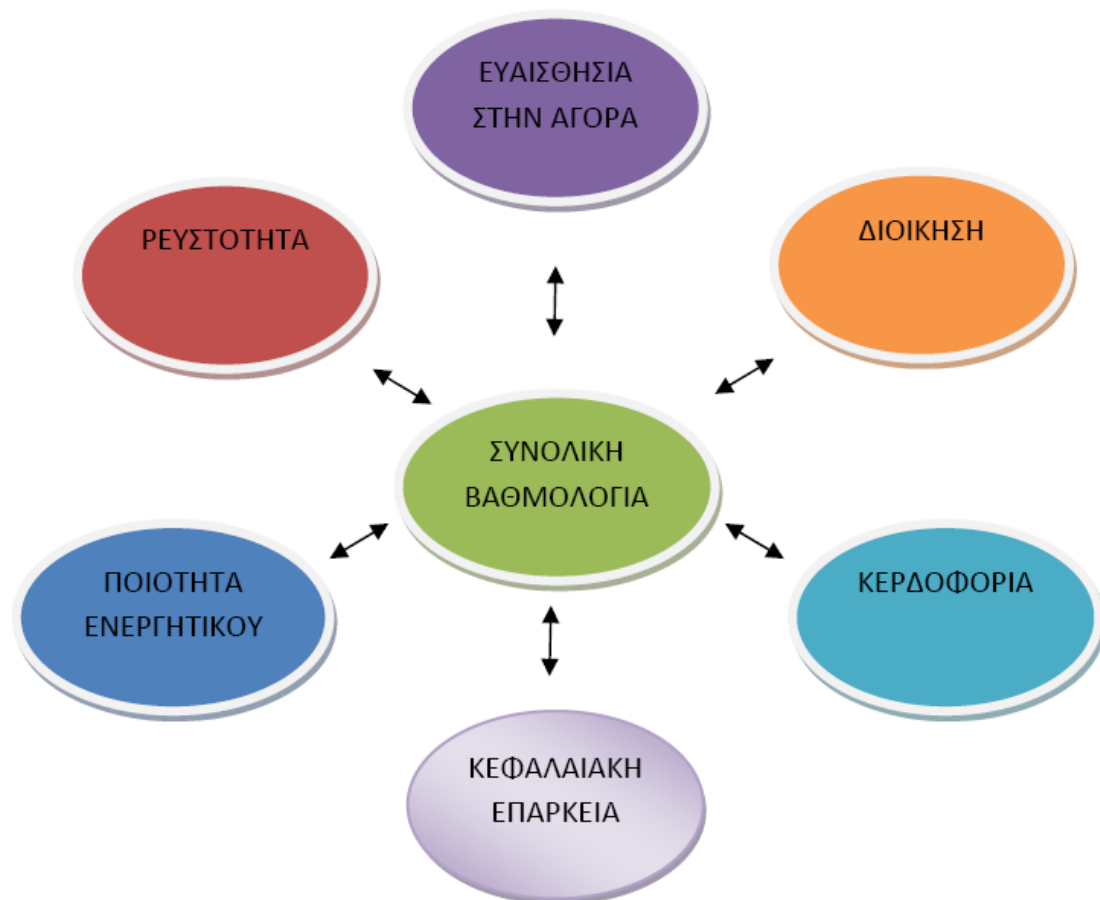 ΕΥΑΙΣΘΗΣΙΑ
ΣΤΗΝ ΑΓΟΡΑ
ΡΕΥΣΤΟΤΗΤΑ
ΔΙΟΙΚΗΣΗ
ΣΥΝΟΛΙΚΗ
ΒΑΘΜΟΛΟΓΙΑ
ΠΟΙΟΤΗΤΑ
ΕΝΕΡΓΗΤΙΚΟΥ
ΚΕΡΔΟΦΟΡΙΑ
ΚΕΦΑΛΑΙΑΚΗ
ΕΠΑΡΚΕΙΑ